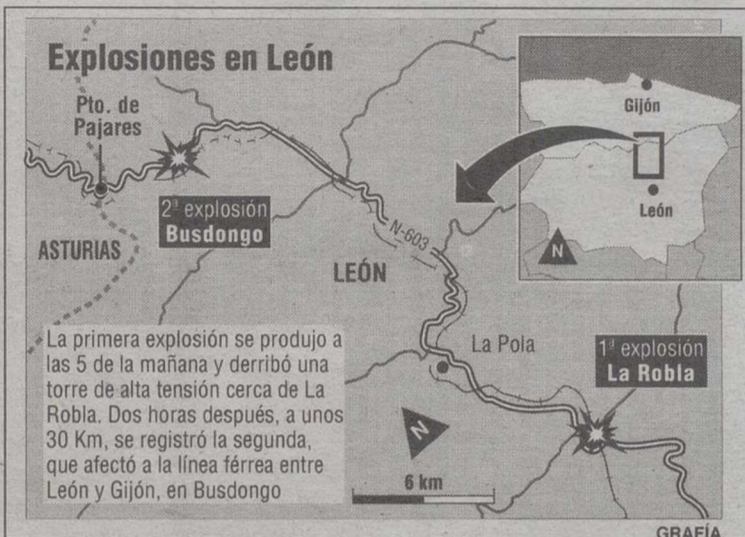 Explosiones en León
Pto. de
Pajares
2ª explosión
Busdongo
ASTURIAS
N-603
LEÓN
Gijón
León
N
La primera explosión se produjo a
las 5 de la mañana y derribó una
torre de alta tensión cerca de La
Robla. Dos horas después, a unos
30 Km, se registró la segunda,
que afectó a la línea férrea entre
León y Gijón, en Busdongo
La Pola
1ª explosión
La Robla
N
6 km
GRAFÍA